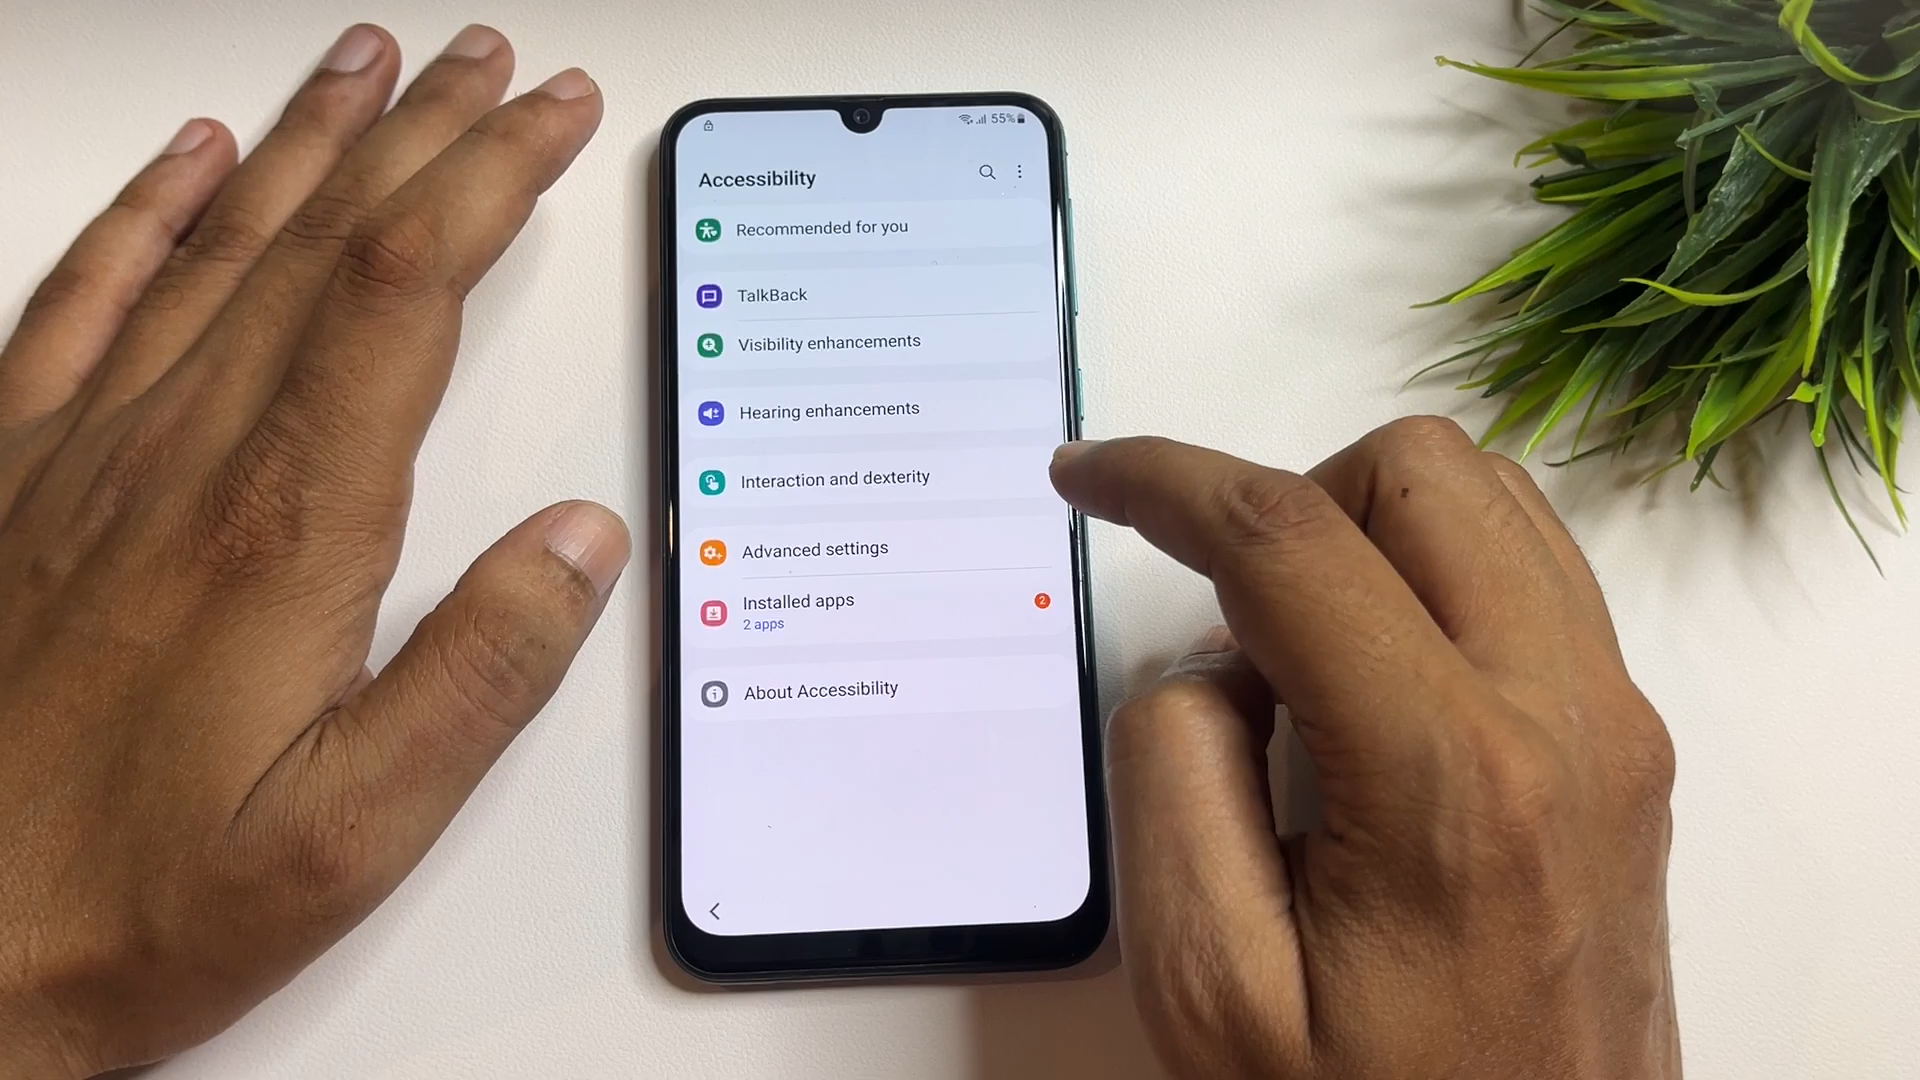 55%
Accessibility
Recommended for you
TalkBack
Visibility enhancements
Hearing enhancements
Interaction and dexterity
Advanced settings
Installed apps
2
2 apps
About Accessibility